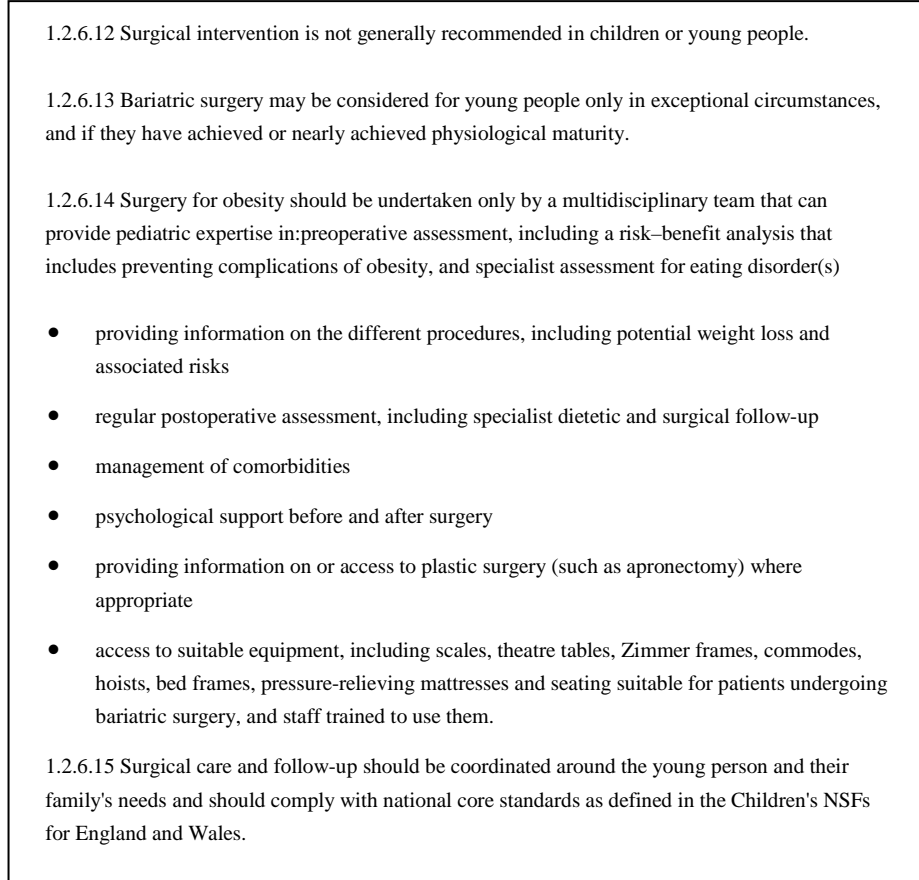 1.2.6.12 Surgical intervention is not generally recommended in children or young people.
1.2.6.13 Bariatric surgery may be considered for young people only in exceptional circumstances,
and if they have achieved or nearly achieved physiological maturity.
1.2.6.14 Surgery for obesity should be undertaken only by a multidisciplinary team that can
provide pediatric expertise in:preoperative assessment, including a risk–benefit analysis that
includes preventing complications of obesity, and specialist assessment for eating disorder(s)
● providing information on the different procedures, including potential weight loss and
associated risks
● regular postoperative assessment, including specialist dietetic and surgical follow-up
● management of comorbidities
● psychological support before and after surgery
● providing information on or access to plastic surgery (such as apronectomy) where
appropriate
● access to suitable equipment, including scales, theatre tables, Zimmer frames, commodes,
hoists, bed frames, pressure-relieving mattresses and seating suitable for patients undergoing
bariatric surgery, and staff trained to use them.
1.2.6.15 Surgical care and follow-up should be coordinated around the young person and their
family's needs and should comply with national core standards as defined in the Children's NSFs
for England and Wales.